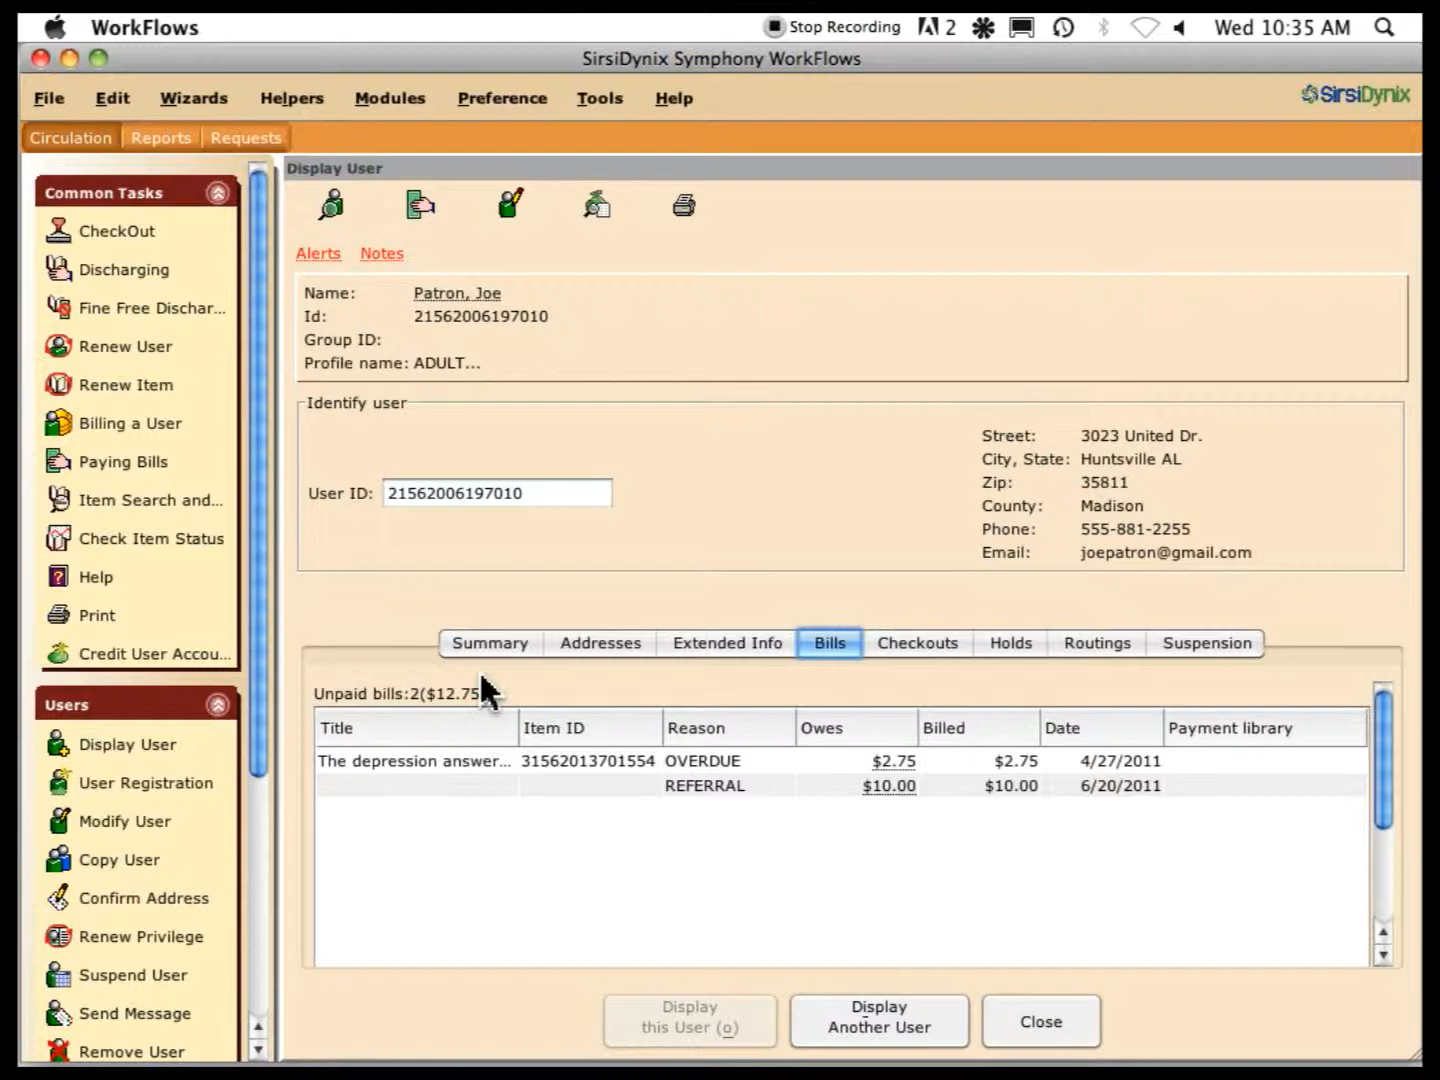 WorkFlows
Stop Recording
2
Wed 10:35 AM
SirsiDynix Symphony WorkFlows
File Edit Wizards Helpers Modules Preference Tools Help
SirsiDynix
Circulation Reports Requests
Common Tasks
CheckOut
Discharging
Fine Free Dischar...
Renew User
Renew Item
Billing a User
Paying Bills
Item Search and...
Check Item Status
Help
Print
Credit User Accou...
Users
Display User
User Registration
Modify User
Copy User
Confirm Address
Renew Privilege
Suspend User
Send Message
Remove User
Display User
Alerts Notes
Name: Patron, Joe
Id: 21562006197010
Group ID:
Profile name: ADULT...
Identify user
User ID: 21562006197010
Street: 3023 United Dr.
City, State: Huntsville AL
Zip: 35811
County: Madison
Phone: 555-881-2255
Email: joepatron@gmail.com
Summary Addresses Extended Info Bills Checkouts Holds Routings Suspension
Unpaid bills:2($12.75
Title Item ID Reason Owes Billed Date Payment library
The depression answer... 31562013701554 OVERDUE $2.75 $2.75 4/27/2011
REFERRAL $10.00 $10.00 6/20/2011
Display
this User (o)
Display
Another User
Close